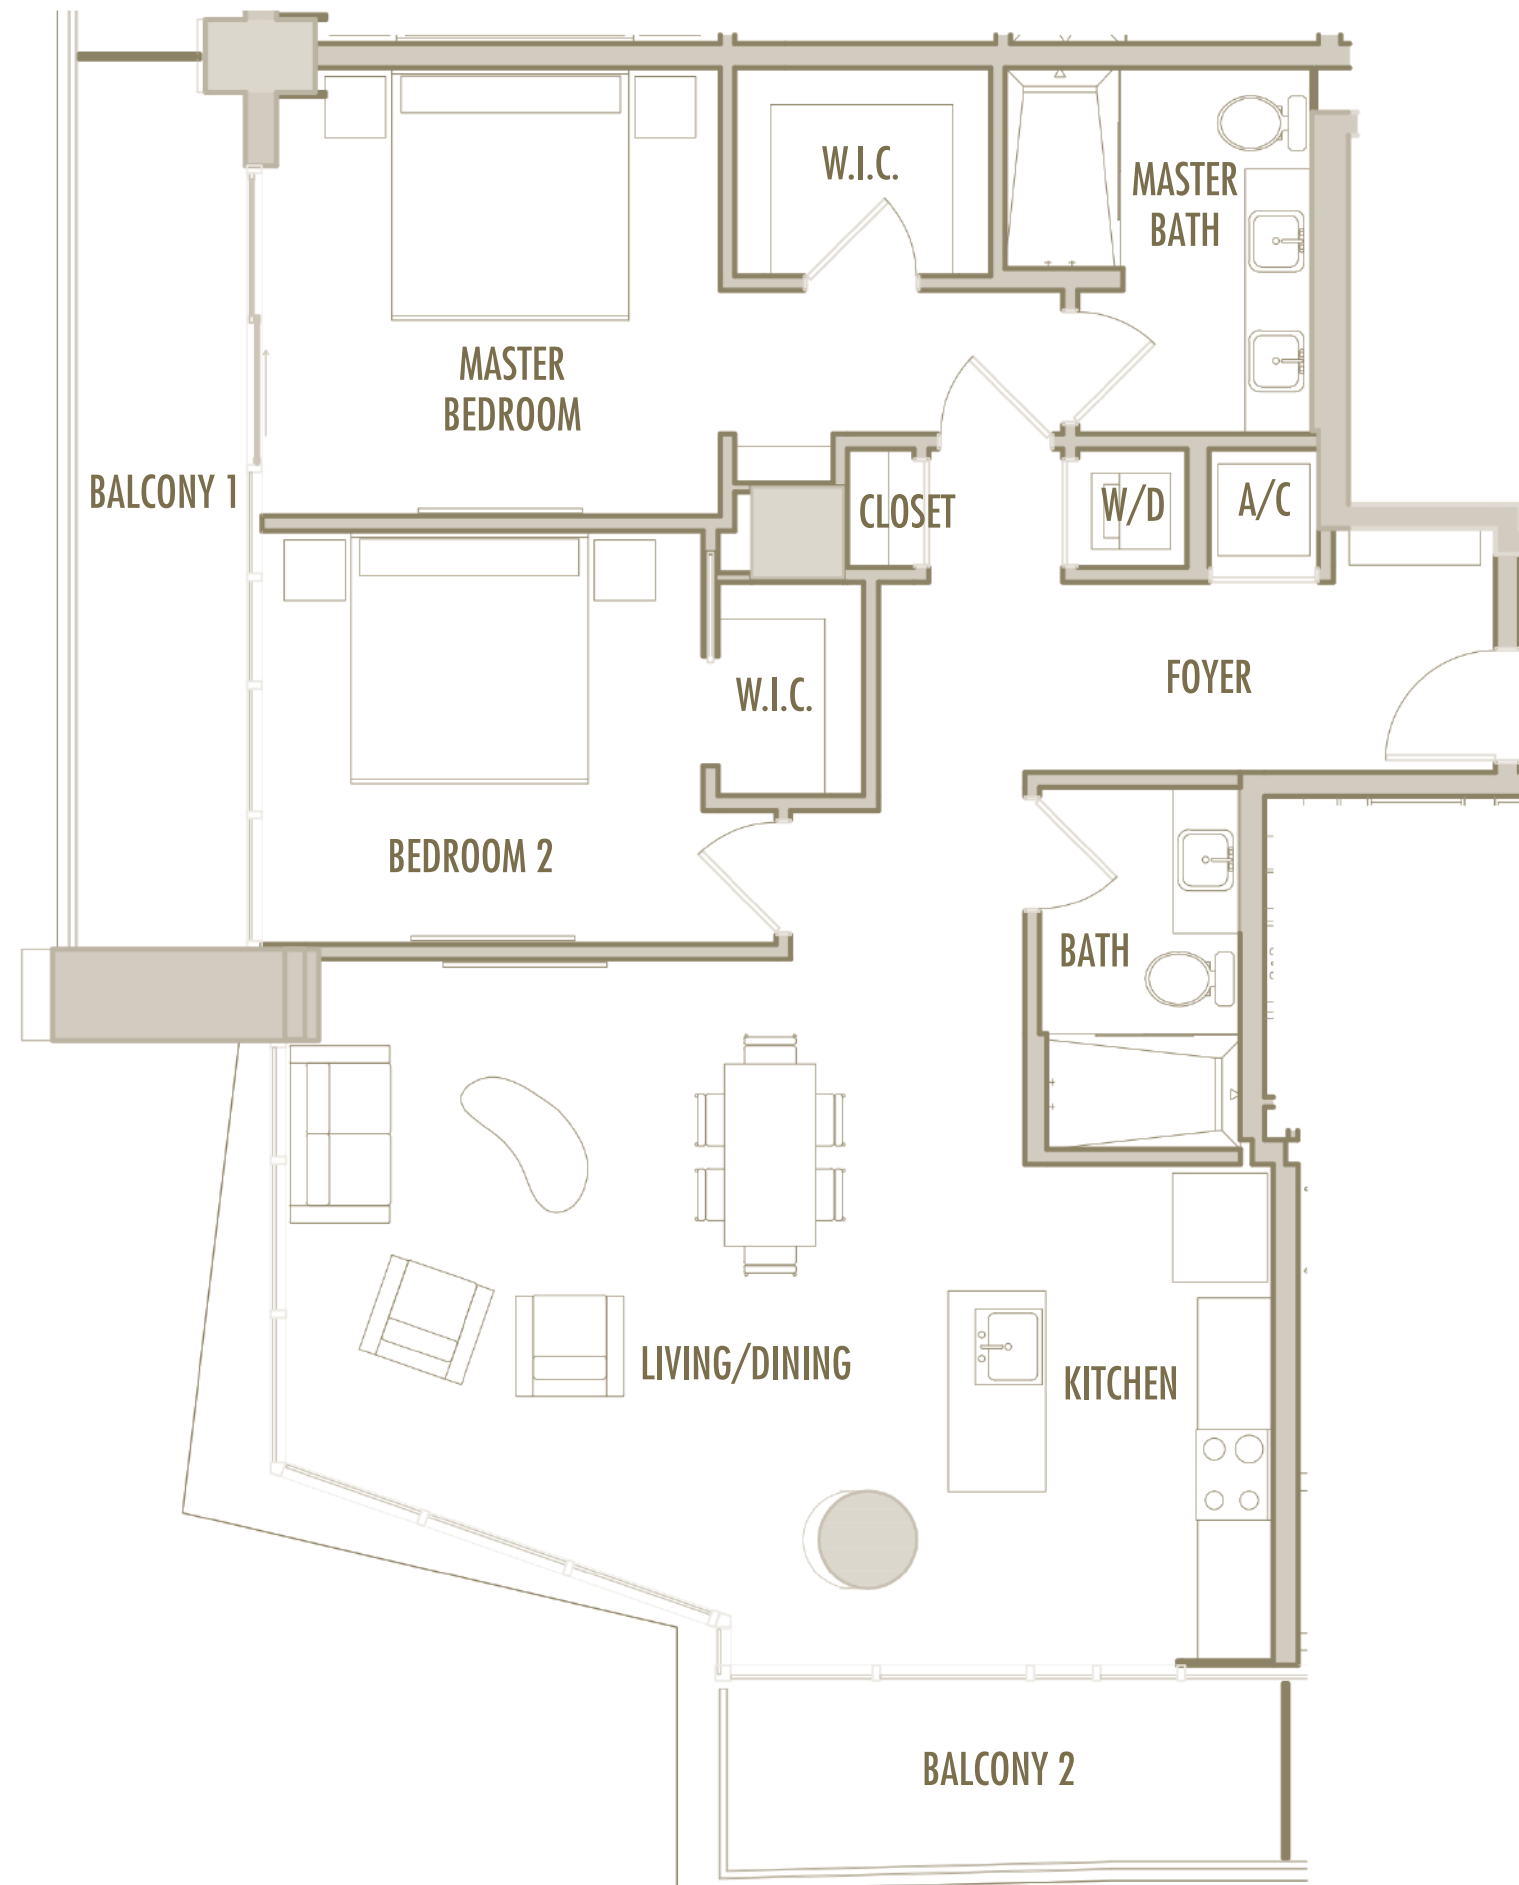 W.I.C.
MASTER
BATH
MASTER
BEDROOM
BALCONY 1
CLOSET
W/D
A/C
W.I.C.
FOYER
BEDROOM 2
BATH
LIVING/DINING
KITCHEN
BALCONY 2